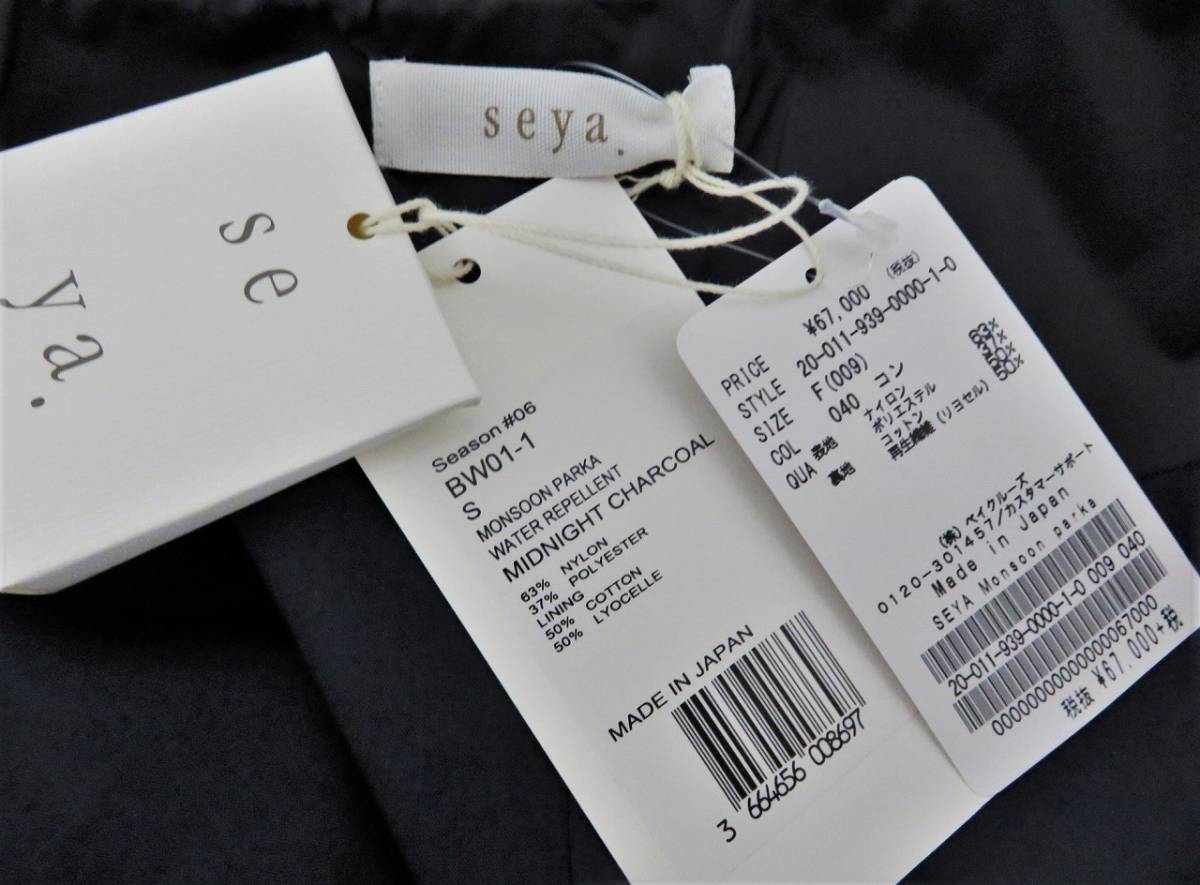 se
ya.
seya.
Season #06
BW01-1
S
MONSOON PARKA
WATER REPELLENT
MIDNIGHT CHARCOAL
63% NYLON
37% POLYESTER
LINING
50% COTTON
50% LYOCELLE
MADE IN JAPAN
3 664656 008697
PRICE ¥67,000 (税抜)
STYLE 20-011-939-0000-1-0
SIZE F(009)
COL 040 コン
QUA 表地 ナイロン 63%
ポリエステル 37%
裏地 コットン 50%
再生繊維(リヨセル) 50%
(株)ベイクルーズ
0120-301457/カスタマーサポート
Made in Japan
SEYA Monsoon parka
20-011-939-0000-1-0 009 040
0000000000000067000
税抜 ¥67,000+税